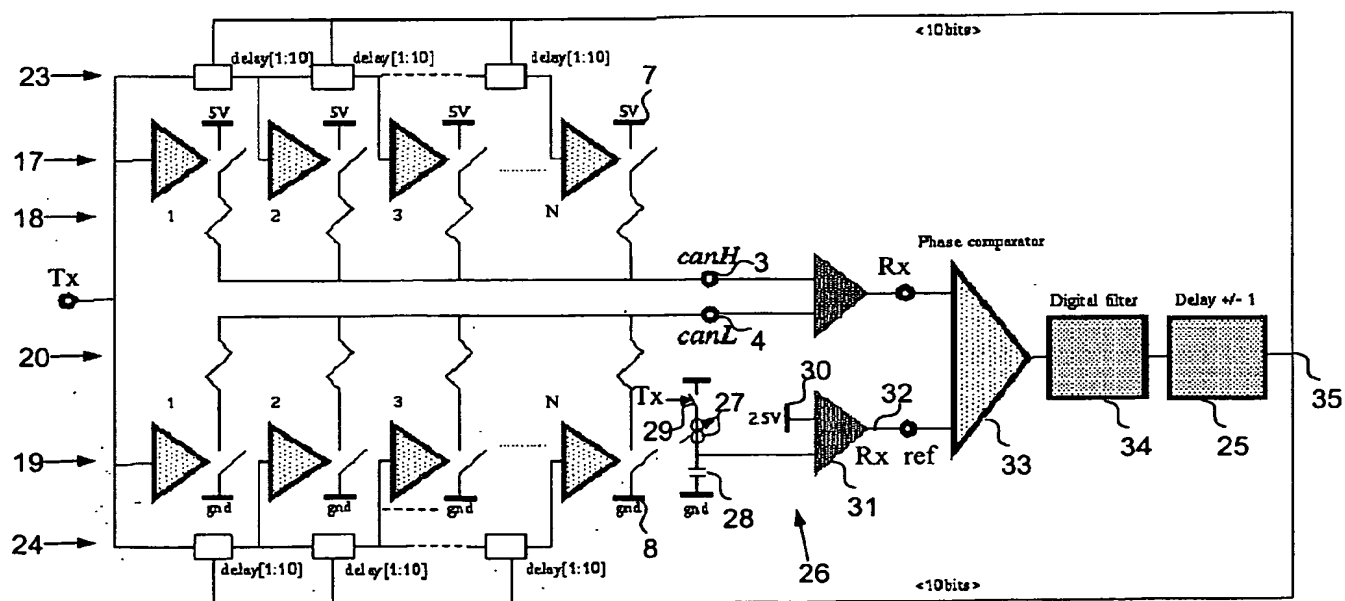 <10bits>
delay[1:10] delay[1:10] delay[1:10]
23
5V 5V 5V 5V 7
17
18
1 2 3 N
Tx
canH 3
Rx
Phase comparator
Digital filter
Delay +/- 1
canL 4
20
1 2 3 N
Tx
29
27
30
2.5V
32
Rx ref
31
33
34
25
35
19
gnd gnd gnd gnd
8
gnd
28
24
delay[1:10] delay[1:10] delay[1:10]
26
<10bits>